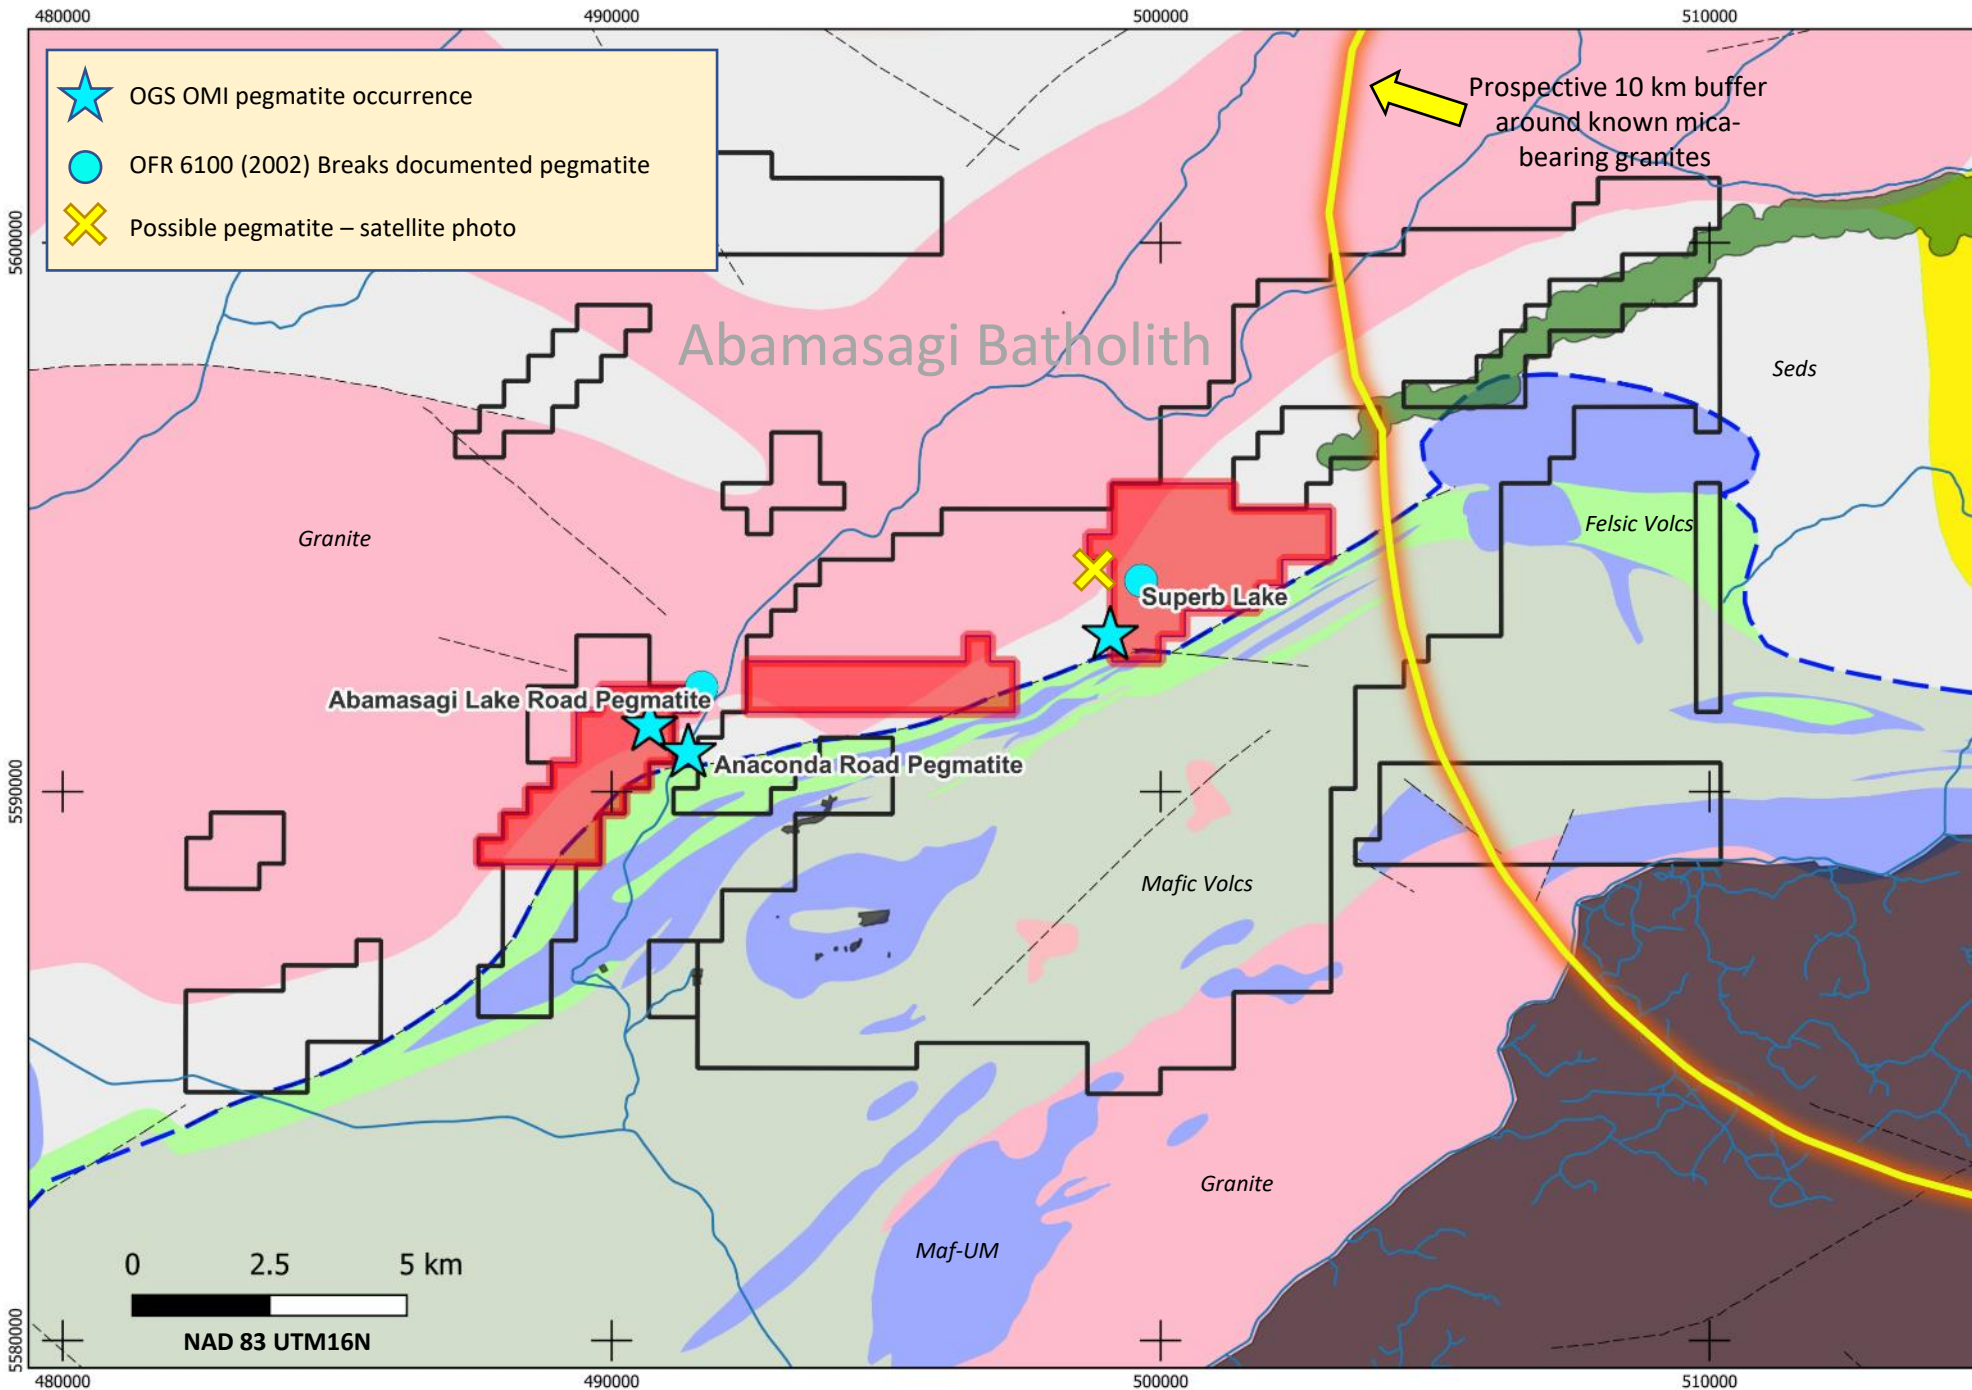 480000
490000
500000
510000
OGS OMI pegmatite occurrence
OFR 6100 (2002) Breaks documented pegmatite
Possible pegmatite – satellite photo
Prospective 10 km buffer
around known mica-
bearing granites
5600000
5590000
5580000
Abamasagi Batholith
Seds
Granite
Felsic Volcs
Superb Lake
Abamasagi Lake Road Pegmatite
Anaconda Road Pegmatite
Mafic Volcs
Granite
Maf-UM
0 2.5 5 km
NAD 83 UTM16N
480000
490000
500000
510000